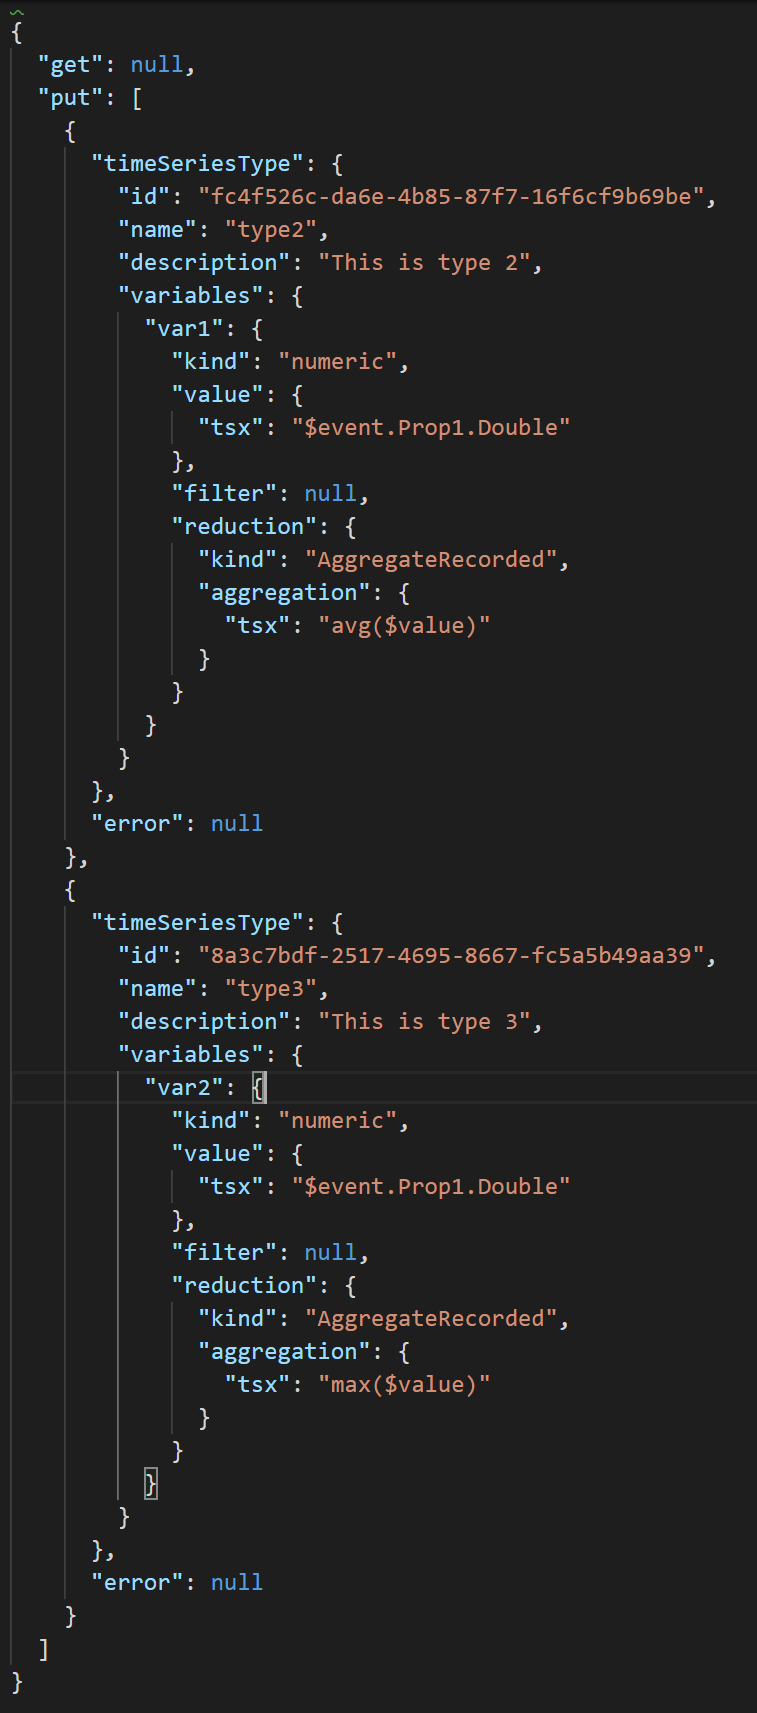 {
  "get": null,
  "put": [
    {
      "timeSeriesType": {
        "id": "fc4f526c-da6e-4b85-87f7-16f6cf9b69be",
        "name": "type2",
        "description": "This is type 2",
        "variables": {
          "var1": {
            "kind": "numeric",
            "value": {
              "tsx": "$event.Prop1.Double"
            },
            "filter": null,
            "reduction": {
              "kind": "AggregateRecorded",
              "aggregation": {
                "tsx": "avg($value)"
              }
            }
          }
        }
      },
      "error": null
    },
    {
      "timeSeriesType": {
        "id": "8a3c7bdf-2517-4695-8667-fc5a5b49aa39",
        "name": "type3",
        "description": "This is type 3",
        "variables": {
          "var2": {
            "kind": "numeric",
            "value": {
              "tsx": "$event.Prop1.Double"
            },
            "filter": null,
            "reduction": {
              "kind": "AggregateRecorded",
              "aggregation": {
                "tsx": "max($value)"
              }
            }
          }
        }
      },
      "error": null
    }
  ]
}